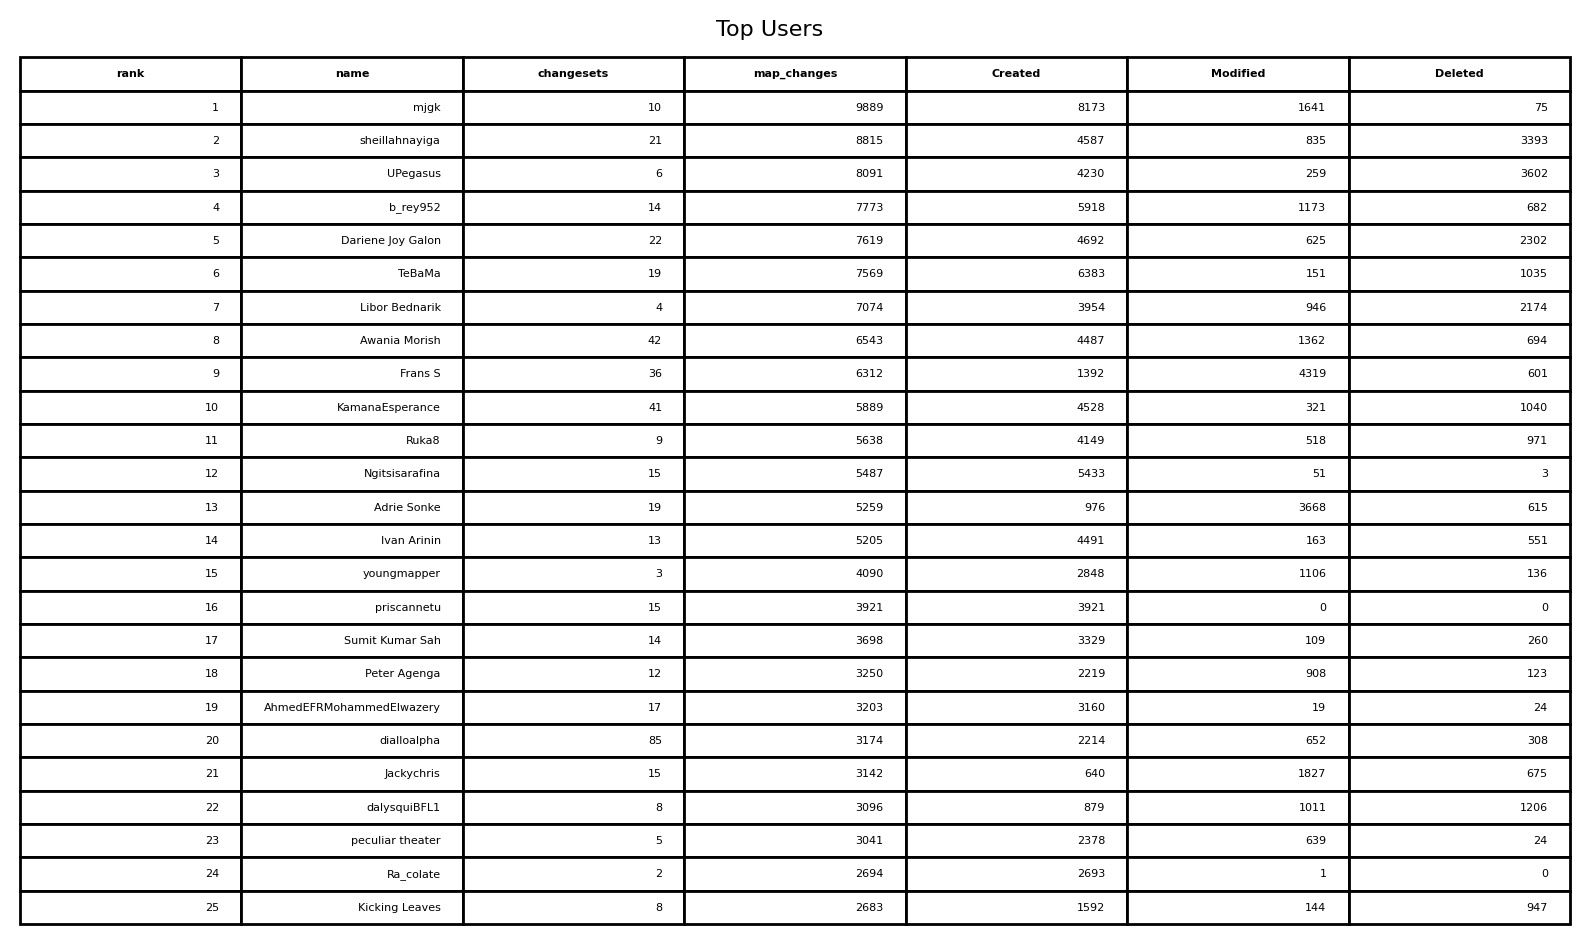 Top Users
rank name changesets map_changes Created Modified Deleted
1 mjgk 10 9889 8173 1641 75
2 sheillahnayiga 21 8815 4587 835 3393
3 UPegasus 6 8091 4230 259 3602
4 b_rey952 14 7773 5918 1173 682
5 Dariene Joy Galon 22 7619 4692 625 2302
6 TeBaMa 19 7569 6383 151 1035
7 Libor Bednarik 4 7074 3954 946 2174
8 Awania Morish 42 6543 4487 1362 694
9 Frans S 36 6312 1392 4319 601
10 KamanaEsperance 41 5889 4528 321 1040
11 Ruka8 9 5638 4149 518 971
12 Ngitsisarafina 15 5487 5433 51 3
13 Adrie Sonke 19 5259 976 3668 615
14 Ivan Arinin 13 5205 4491 163 551
15 youngmapper 3 4090 2848 1106 136
16 priscannetu 15 3921 3921 0 0
17 Sumit Kumar Sah 14 3698 3329 109 260
18 Peter Agenga 12 3250 2219 908 123
19 AhmedEFRMohammedElwazery 17 3203 3160 19 24
20 dialloalpha 85 3174 2214 652 308
21 Jackychris 15 3142 640 1827 675
22 dalysquiBFL1 8 3096 879 1011 1206
23 peculiar theater 5 3041 2378 639 24
24 Ra_colate 2 2694 2693 1 0
25 Kicking Leaves 8 2683 1592 144 947